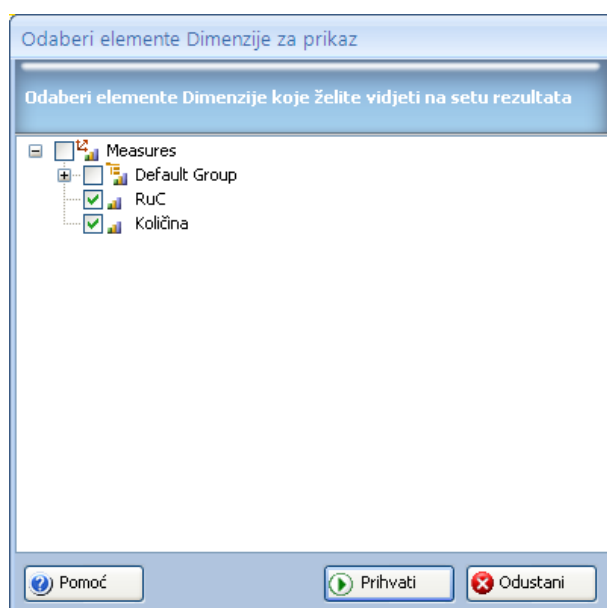 Odaberi elemente Dimenzije za prikaz
Odaberi elemente Dimenzije koje želite vidjeti na setu rezultata
Measures
Default Group
RuC
Količina
Pomoć
Prihvati
Odustani